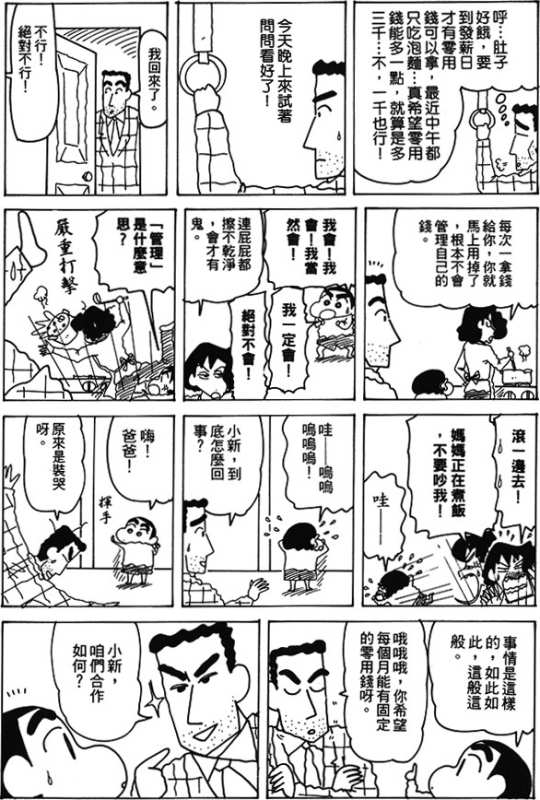 呼…肚子
好餓，要
到發薪日
才有零用
錢可以拿，最近中午都
只吃泡麵…真希望零用
錢能多一點，就算是多
三千…不，一千也行！
今天晚上來試著
問問看好了！
我回來了。
不行！
絕對不行！
每次一拿錢
給你，你就
馬上用掉了
，根本不會
管理自己的
錢。
我會！我
會！我當
然會！
我一定會！
絕對不會！
連屁屁都
擦不乾淨
，會才有
鬼。
「管理」
是什麼意
思？
嚴重打擊
滾一邊去！
媽媽正在煮飯
，不要吵我！
哇——
哇——嗚嗚
嗚嗚嗚！
小新，到
底怎麼回
事？
嗨！
爸爸！
揮手
原來是裝哭
呀。
事情是這樣
的，如此如
此，這般這
般。
哦哦哦，你希望
每個月能有固定
的零用錢呀。
小新，
咱們合作
如何？